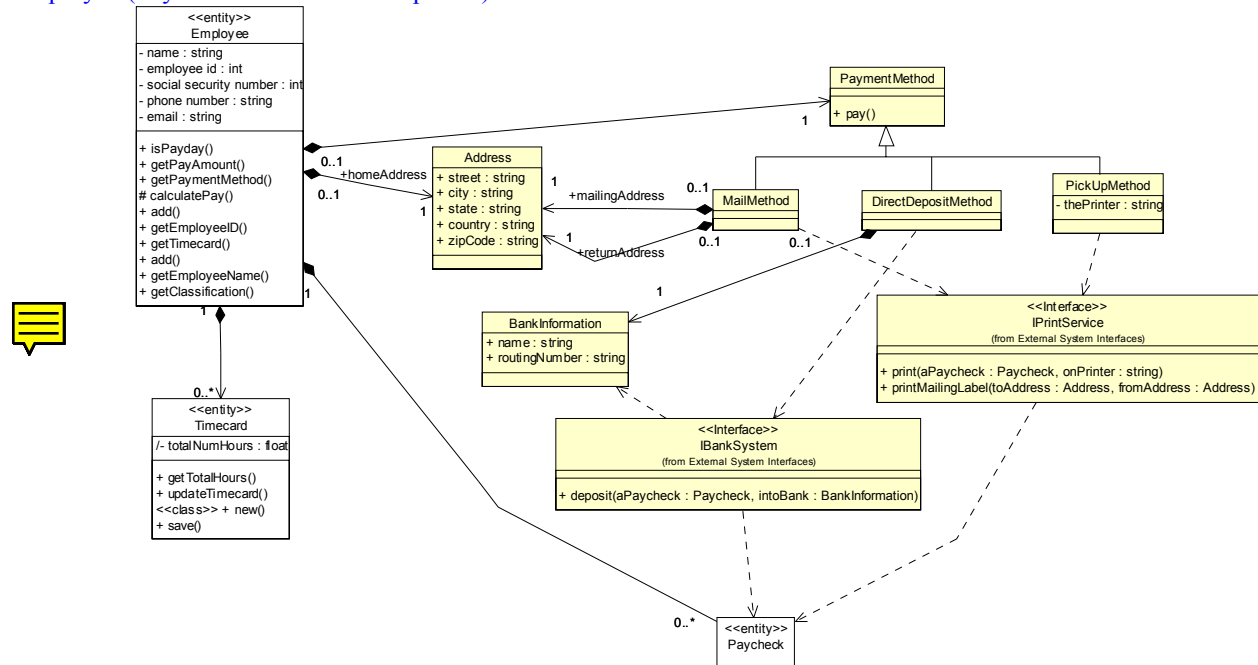 <<entity>>
Employee
- name : string
- employee id : int
- social security number : int
- phone number : string
- email : string
+ isPayday()
+ getPayAmount()
+ getPaymentMethod()
# calculatePay()
+ add()
+ getEmployeeID()
+ getTimecard()
+ add()
+ getEmployeeName()
+ getClassification()
PaymentMethod
+ pay()
1
0..1
+homeAddress
0..1
1
Address
+ street : string
+ city : string
+ state : string
+ country : string
+ zipCode : string
1
+mailingAddress
0..1
1
+returnAddress
0..1
MailMethod
DirectDepositMethod
0..1
PickUpMethod
- thePrinter : string
1
BankInformation
+ name : string
+ routingNumber : string
<<Interface>>
IPrintService
(from External System Interfaces)
+ print(aPaycheck : Paycheck, onPrinter : string)
+ printMailingLabel(toAddress : Address, fromAddress : Address)
1
1
0..*
<<entity>>
Timecard
/- totalNumHours : float
+ getTotalHours()
+ updateTimecard()
<<class>> + new()
+ save()
<<Interface>>
IBankSystem
(from External System Interfaces)
+ deposit(aPaycheck : Paycheck, intoBank : BankInformation)
0..*
<<entity>>
Paycheck